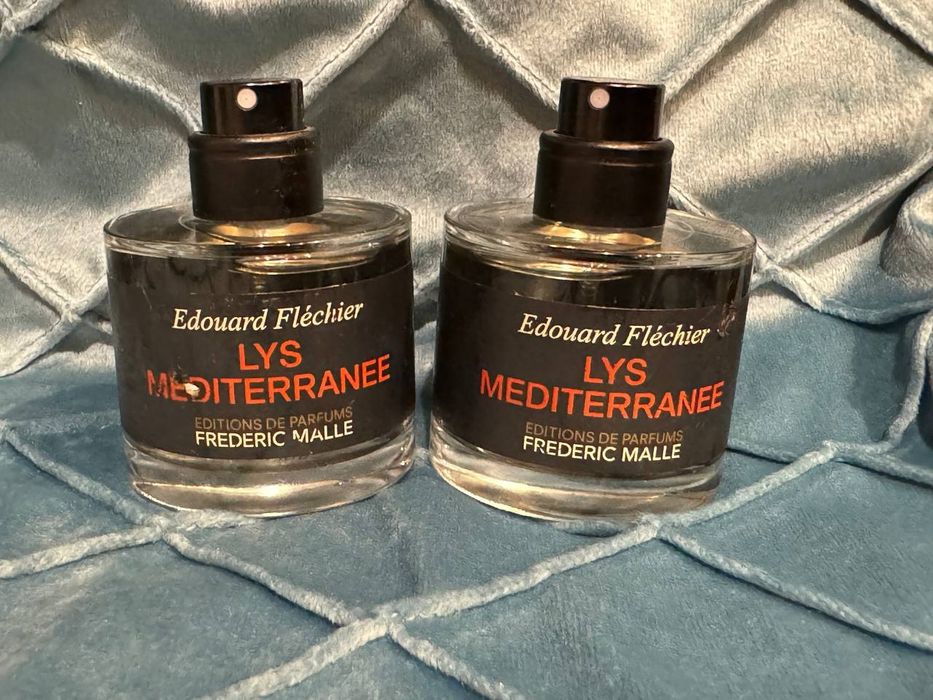 Edouard Fléchier
LYS
MEDITERRANEE
EDITIONS DE PARFUMS
FREDERIC MALLE
Edouard Fléchier
LYS
MEDITERRANEE
EDITIONS DE PARFUMS
FREDERIC MALLE